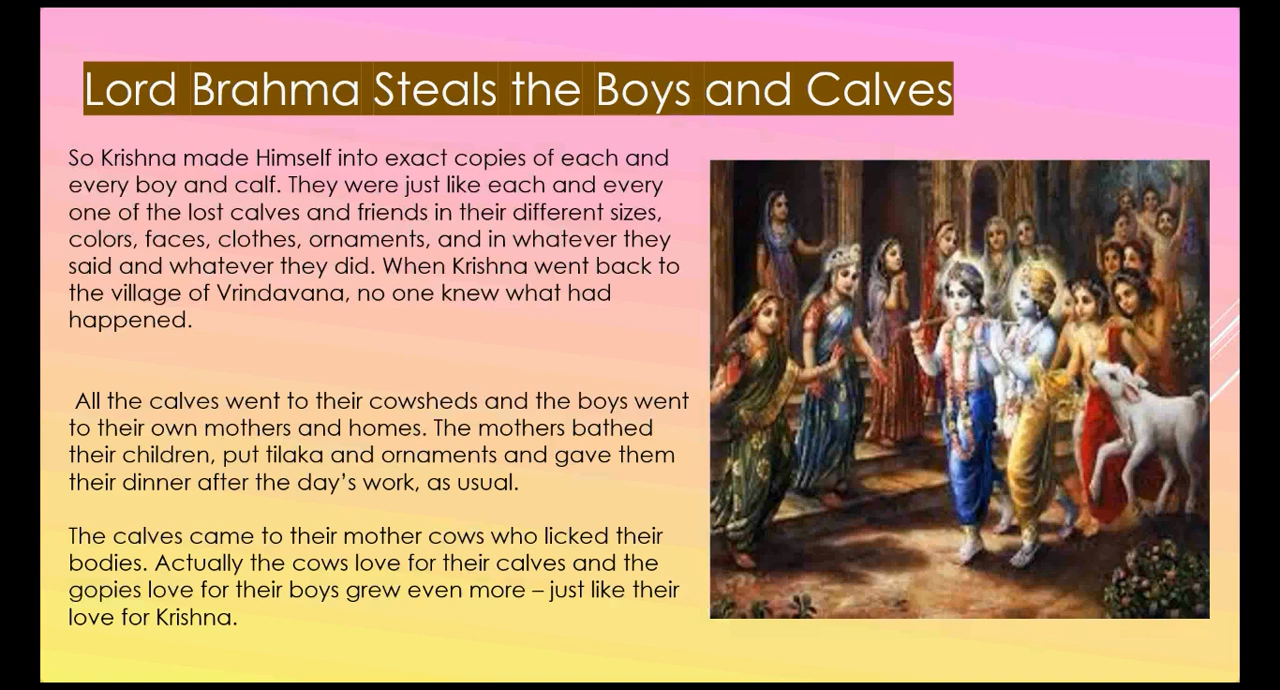 Lord Brahma Steals the Boys and Calves
So Krishna made Himself into exact copies of each and
every boy and calf. They were just like each and every
one of the lost calves and friends in their different sizes,
colors, faces, clothes, ornaments, and in whatever they
said and whatever they did. When Krishna went back to
the village of Vrindavana, no one knew what had
happened.
All the calves went to their cowsheds and the boys went
to their own mothers and homes. The mothers bathed
their children, put tilaka and ornaments and gave them
their dinner after the day’s work, as usual.
The calves came to their mother cows who licked their
bodies. Actually the cows love for their calves and the
gopies love for their boys grew even more – just like their
love for Krishna.